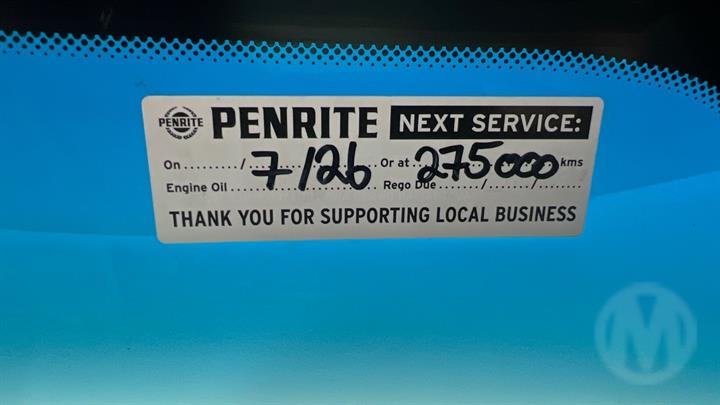 PENRITE PENRITE NEXT SERVICE:
On ......../ 7/26 Or at 275000 kms
Engine Oil ........ Rego Due ......../......../........
THANK YOU FOR SUPPORTING LOCAL BUSINESS
M